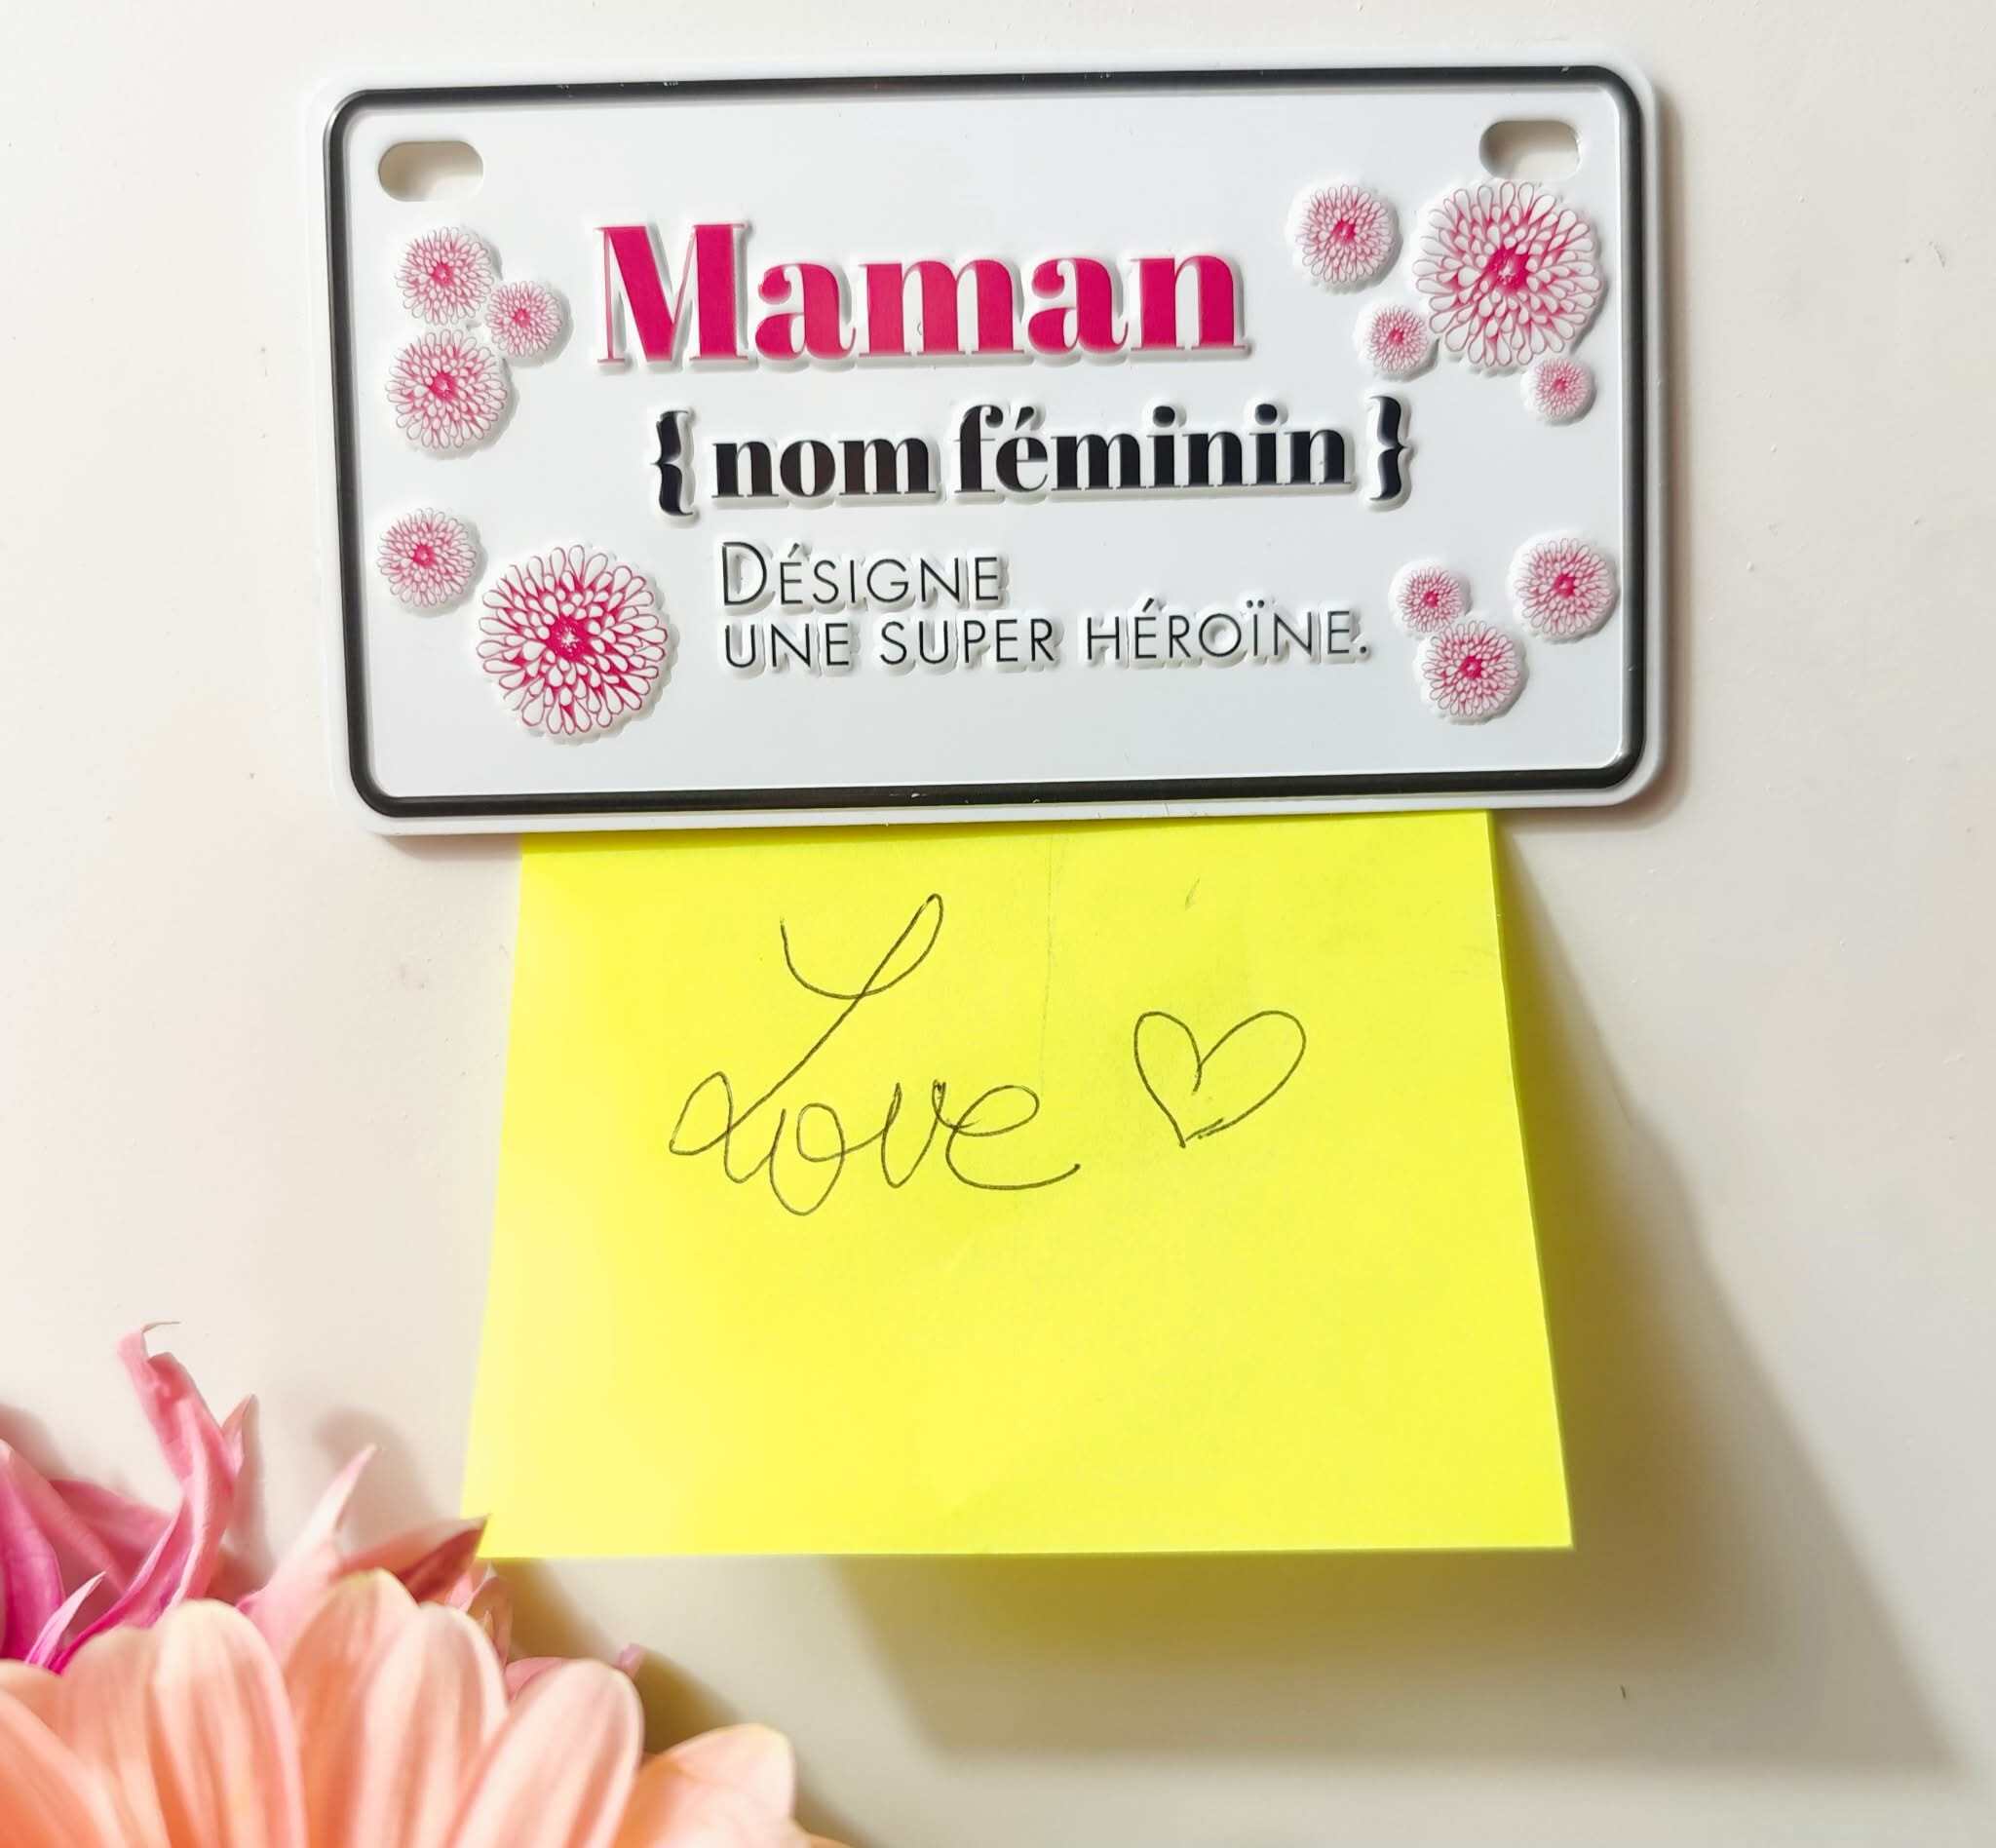 Maman
{ nom féminin }
DÉSIGNE
UNE SUPER HÉROÏNE.
Love ♡